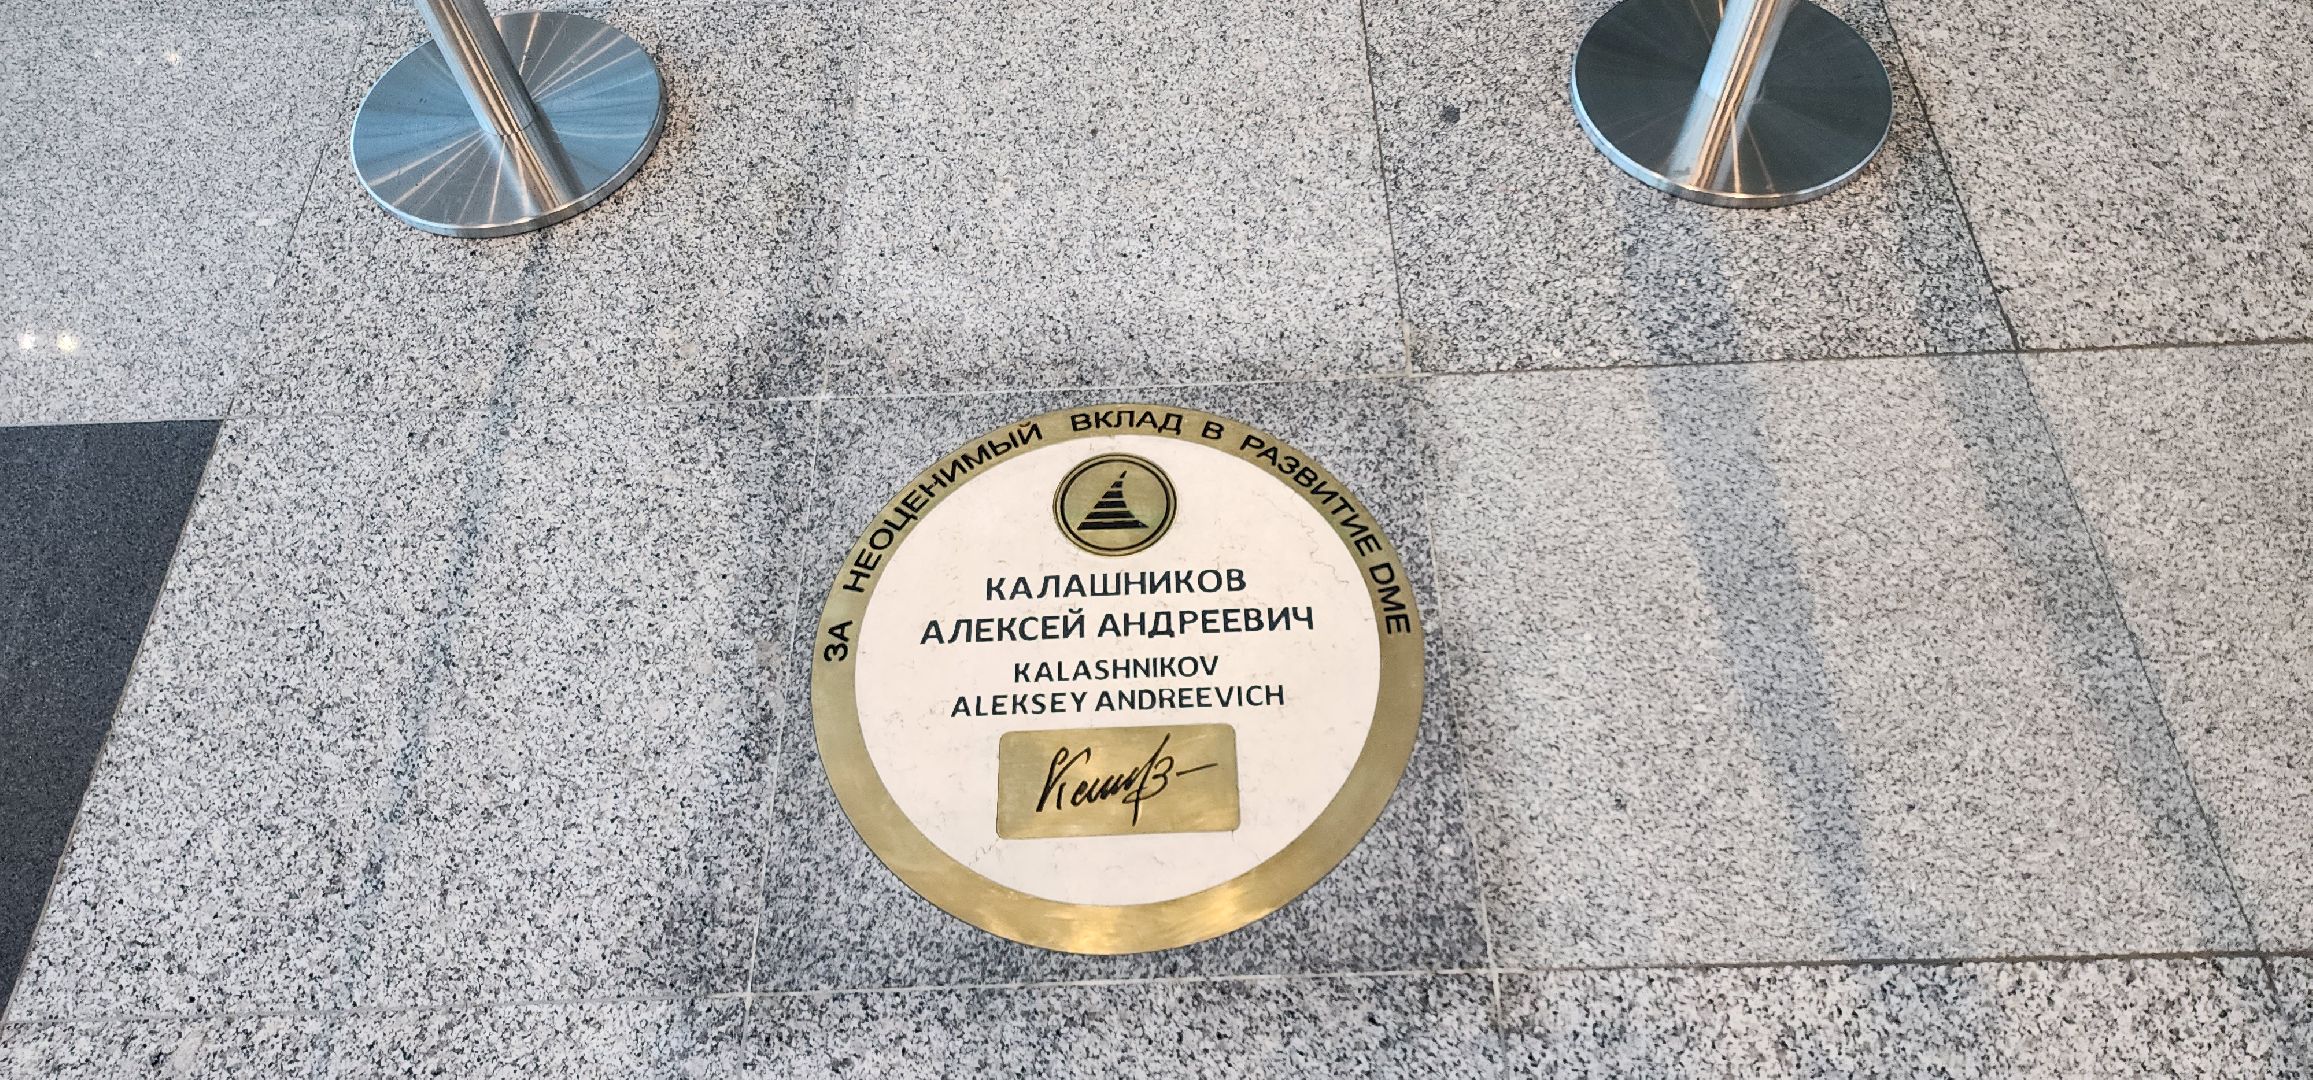 ЗА НЕОЦЕНИМЫЙ ВКЛАД В РАЗВИТИЕ DME
КАЛАШНИКОВ
АЛЕКСЕЙ АНДРЕЕВИЧ
KALASHNIKOV
ALEKSEY ANDREEVICH